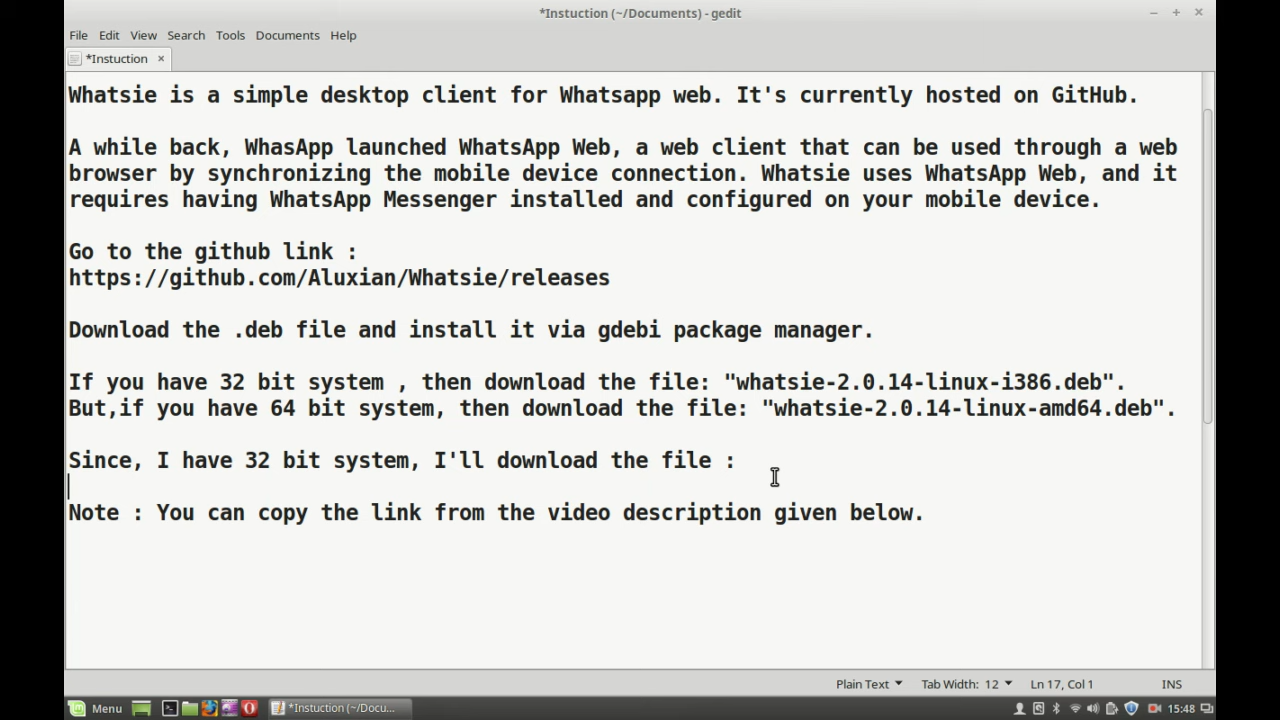 *Instuction (~/Documents) - gedit
File Edit View Search Tools Documents Help
*Instuction
Whatsie is a simple desktop client for Whatsapp web. It's currently hosted on GitHub.
A while back, WhasApp launched WhatsApp Web, a web client that can be used through a web
browser by synchronizing the mobile device connection. Whatsie uses WhatsApp Web, and it
requires having WhatsApp Messenger installed and configured on your mobile device.
Go to the github link :
https://github.com/Aluxian/Whatsie/releases
Download the .deb file and install it via gdebi package manager.
If you have 32 bit system , then download the file: "whatsie-2.0.14-linux-i386.deb".
But,if you have 64 bit system, then download the file: "whatsie-2.0.14-linux-amd64.deb".
Since, I have 32 bit system, I'll download the file :
Note : You can copy the link from the video description given below.
Plain Text Tab Width: 12 Ln 17, Col 1 INS
Menu *Instuction (~/Docu... 15:48